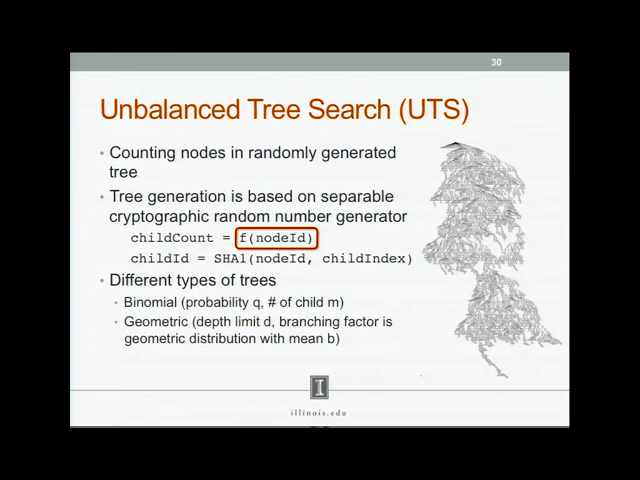 30
Unbalanced Tree Search (UTS)
• Counting nodes in randomly generated
tree
• Tree generation is based on separable
cryptographic random number generator
childCount = f(nodeId)
childId = SHA1(nodeId, childIndex)
• Different types of trees
• Binomial (probability q, # of child m)
• Geometric (depth limit d, branching factor is
geometric distribution with mean b)
I
illinois.edu